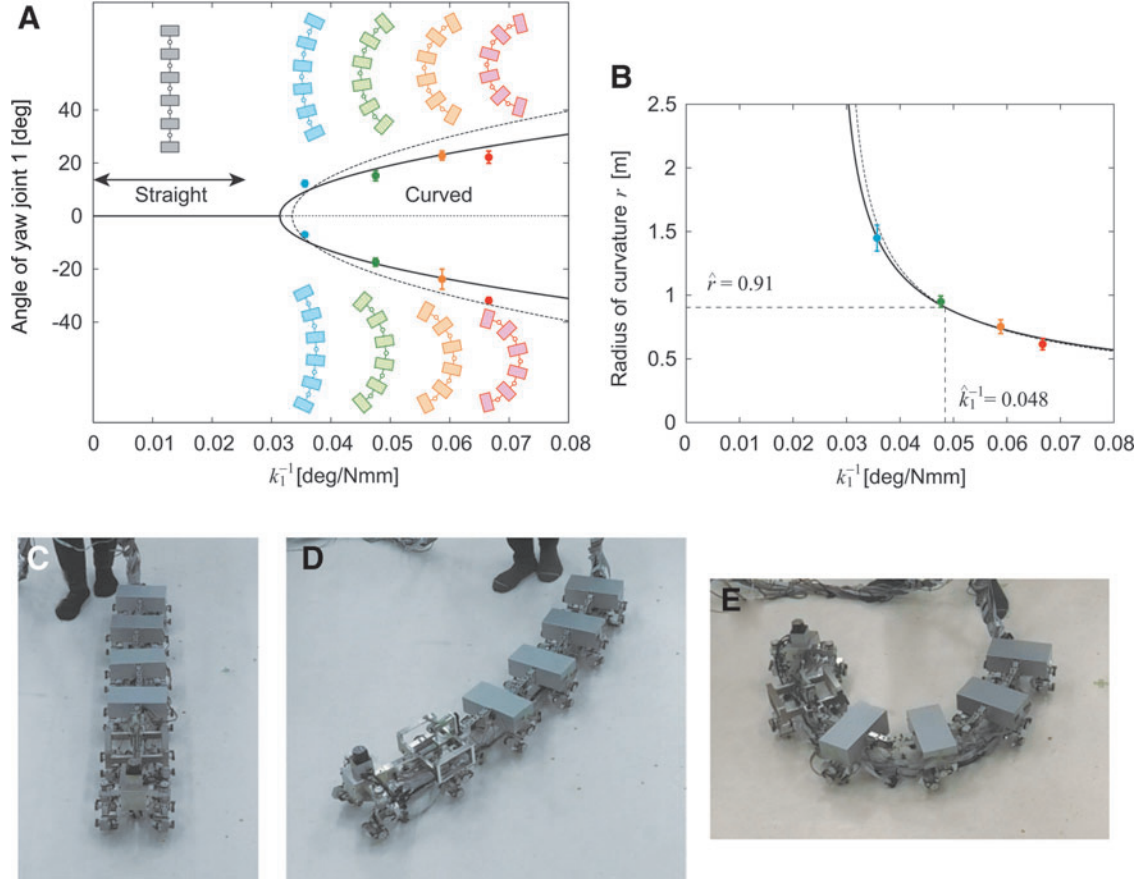 A
Angle of yaw joint 1 [deg]
40
20
0
-20
-40
Straight
Curved
0 0.01 0.02 0.03 0.04 0.05 0.06 0.07 0.08
k₁⁻¹ [deg/Nmm]
B
Radius of curvature r [m]
2.5
2
1.5
1
0.5
0
r̂ = 0.91
k̂₁⁻¹ = 0.048
0 0.01 0.02 0.03 0.04 0.05 0.06 0.07 0.08
k₁⁻¹ [deg/Nmm]
C
D
E